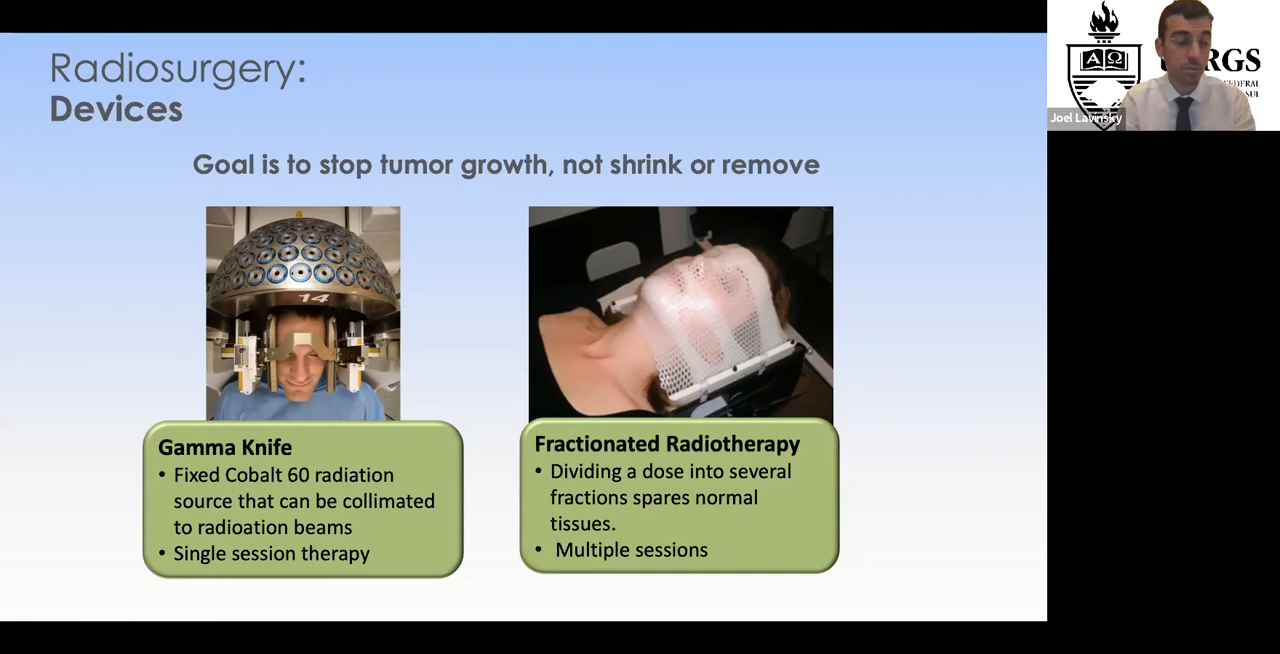 Radiosurgery:
Devices
Goal is to stop tumor growth, not shrink or remove
14
Gamma Knife
• Fixed Cobalt 60 radiation
source that can be collimated
to radioation beams
• Single session therapy
Fractionated Radiotherapy
• Dividing a dose into several
fractions spares normal
tissues.
• Multiple sessions
A Ω
RGS
Joel Lavinsky